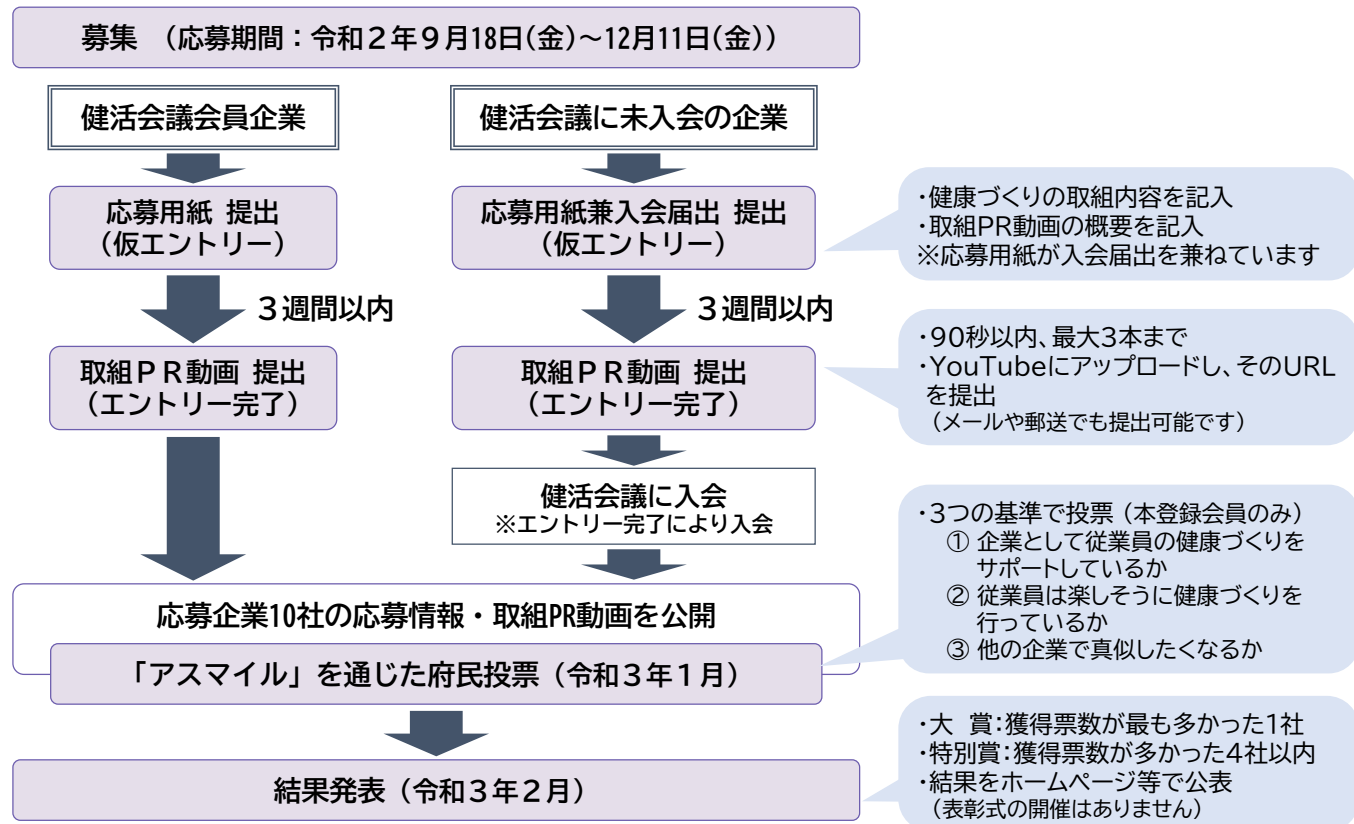 募集 （応募期間：令和２年９月18日(金)～12月11日(金)）
健活会議会員企業
健活会議に未入会の企業
応募用紙 提出
（仮エントリー）
応募用紙兼入会届出 提出
（仮エントリー）
・健康づくりの取組内容を記入
・取組PR動画の概要を記入
※応募用紙が入会届出を兼ねています
３週間以内
３週間以内
取組ＰＲ動画 提出
（エントリー完了）
取組ＰＲ動画 提出
（エントリー完了）
・90秒以内、最大3本まで
・YouTubeにアップロードし、そのURL
を提出
（メールや郵送でも提出可能です）
健活会議に入会
※エントリー完了により入会
・3つの基準で投票（本登録会員のみ）
① 企業として従業員の健康づくりを
サポートしているか
② 従業員は楽しそうに健康づくりを
行っているか
③ 他の企業で真似したくなるか
応募企業10社の応募情報・取組PR動画を公開
「アスマイル」を通じた府民投票（令和３年１月）
・大 賞：獲得票数が最も多かった1社
・特別賞：獲得票数が多かった4社以内
・結果をホームページ等で公表
（表彰式の開催はありません）
結果発表（令和３年２月）